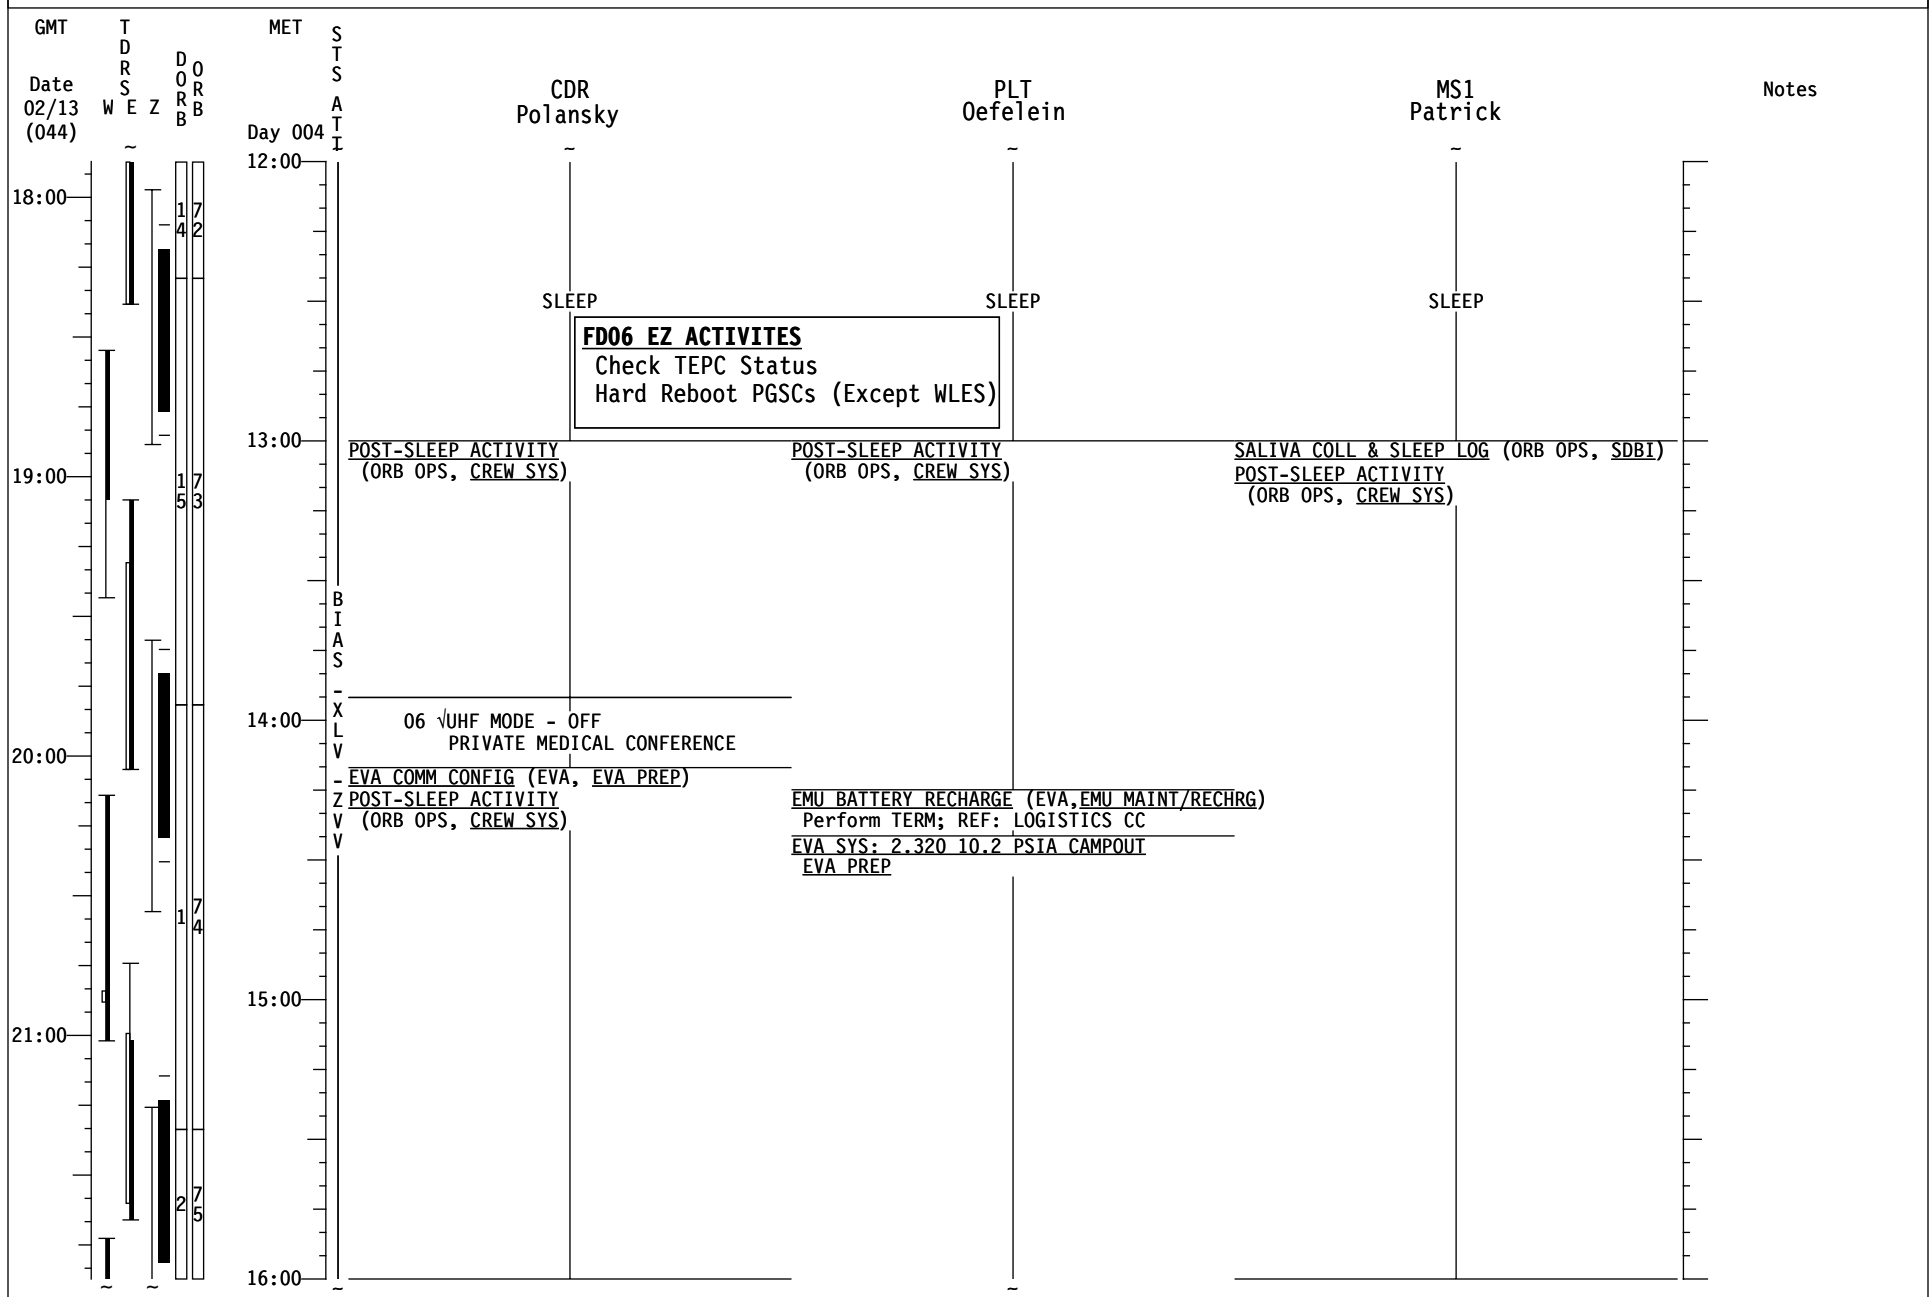 GMT
TDRS
DORB
ORB
MET
STS ATT
Date
02/13
(044)
W E Z
Day 004
CDR
Polansky
PLT
Oefelein
MS1
Patrick
Notes
~ ~ ~ ~ ~
12:00
18:00
14
72
SLEEP SLEEP SLEEP
FD06 EZ ACTIVITES
Check TEPC Status
Hard Reboot PGSCs (Except WLES)
13:00
POST-SLEEP ACTIVITY
(ORB OPS, CREW SYS)
POST-SLEEP ACTIVITY
(ORB OPS, CREW SYS)
SALIVA COLL & SLEEP LOG (ORB OPS, SDBI)
POST-SLEEP ACTIVITY
(ORB OPS, CREW SYS)
19:00
15
73
BIAS -XLV -ZVV
14:00
06 √UHF MODE - OFF
PRIVATE MEDICAL CONFERENCE
20:00
EVA COMM CONFIG (EVA, EVA PREP)
POST-SLEEP ACTIVITY
(ORB OPS, CREW SYS)
EMU BATTERY RECHARGE (EVA,EMU MAINT/RECHRG)
Perform TERM; REF: LOGISTICS CC
EVA SYS: 2.320 10.2 PSIA CAMPOUT
EVA PREP
1
74
15:00
21:00
2
75
16:00
~ ~ ~ ~